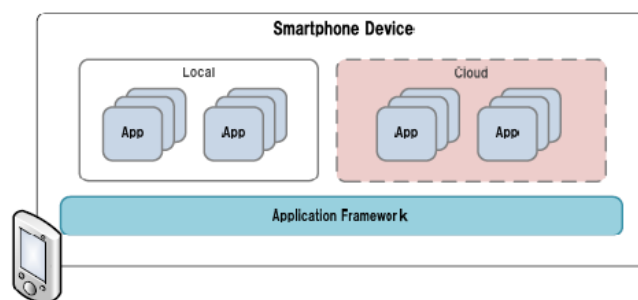 Smartphone Device
Local
Cloud
App
App
App
App
Application Framework